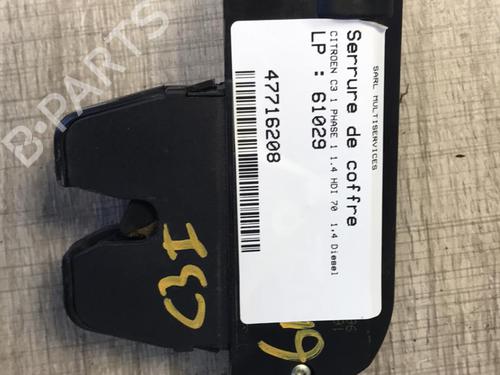 SARL MULTISERVICES
Serrure de coffre
CITROEN C3 1 PHASE 1 1.4 HDI 70 1.4 Diesel
LP : 61029
47716208
C3I
B-PARTS